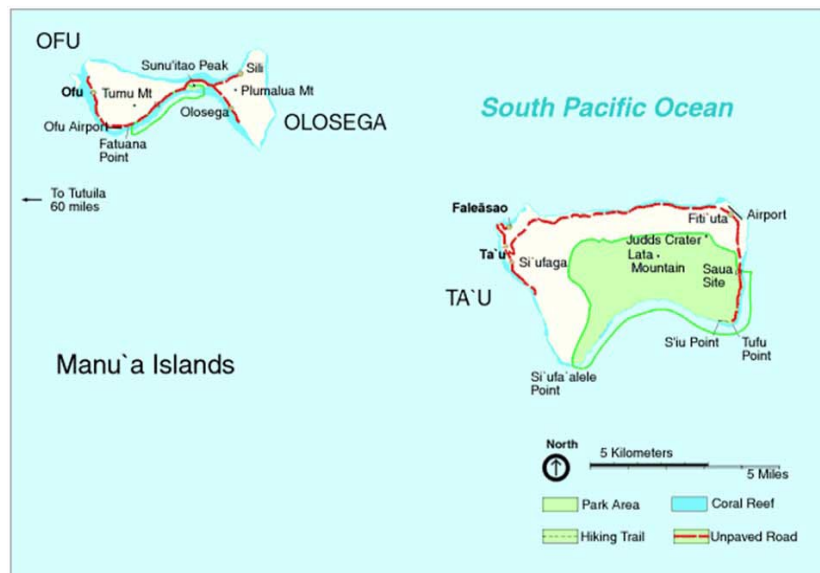 OFU
Sunu'itao Peak
Sili
Ofu
Tumu Mt
Plumalua Mt
Olosega
Ofu Airport
OLOSEGA
Fatuana
Point
South Pacific Ocean
To Tutuila
60 miles
Faleāsao
Fiti`uta
Airport
Judds Crater
Ta`u
Si`ufaga
Lata
Mountain
Saua
Site
TA`U
S'iu Point
Tufu
Point
Manu`a Islands
Si`ufa`alele
Point
North
5 Kilometers
5 Miles
Park Area
Coral Reef
Hiking Trail
Unpaved Road